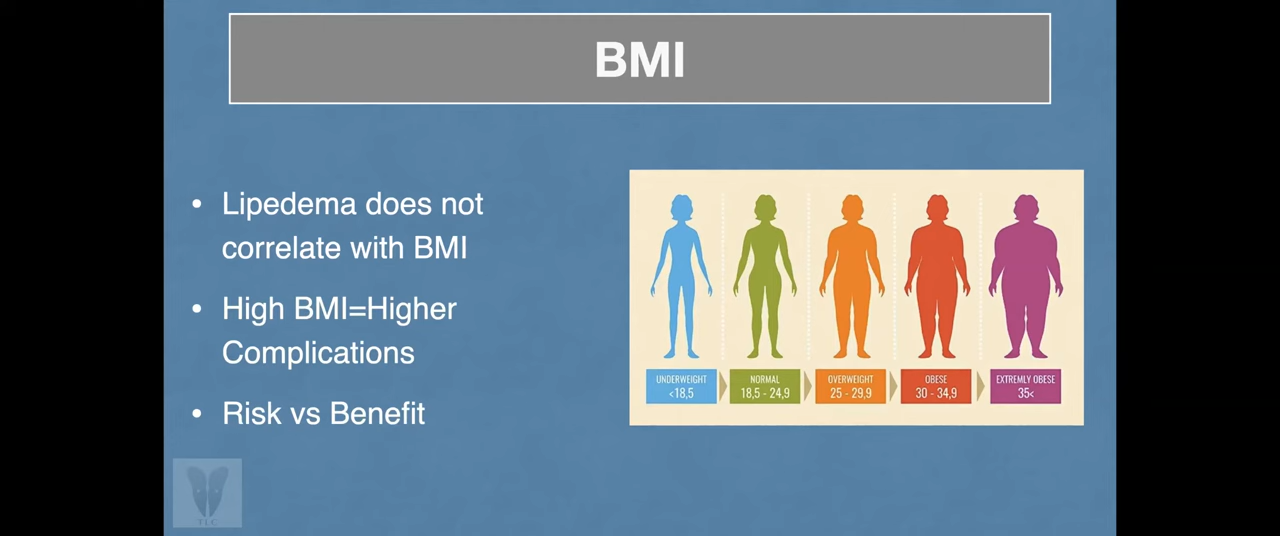 BMI
• Lipedema does not
correlate with BMI
• High BMI=Higher
Complications
• Risk vs Benefit
UNDERWEIGHT
<18,5
NORMAL
18,5 - 24,9
OVERWEIGHT
25 - 29,9
OBESE
30 - 34,9
EXTREMLY OBESE
35<
TLC